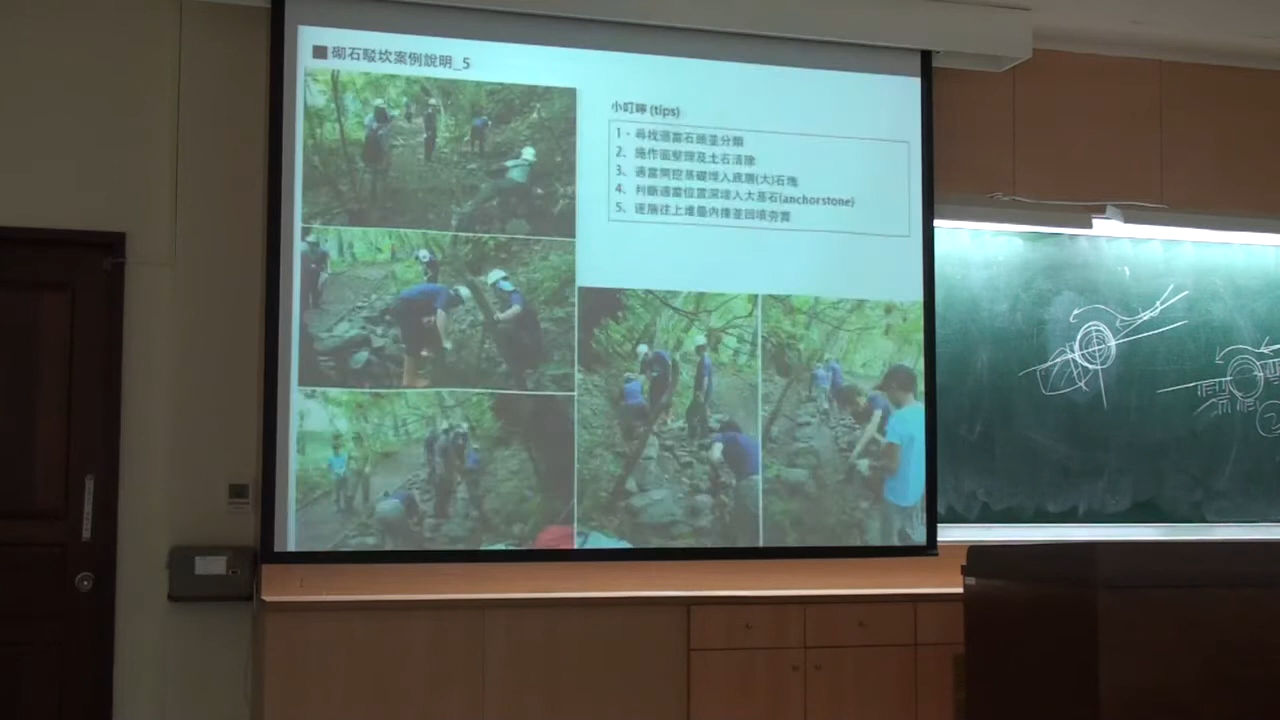 ■ 砌石駁坎案例說明_5
小叮嚀 (tips)
1、尋找適當石頭並分類
2、施作面整理及土石清除
3、適當開挖基礎埋入底層(大)石塊
4、判斷適當位置深埋入大基石(anchor stone)
5、逐層往上堆疊內撐並回填夯實